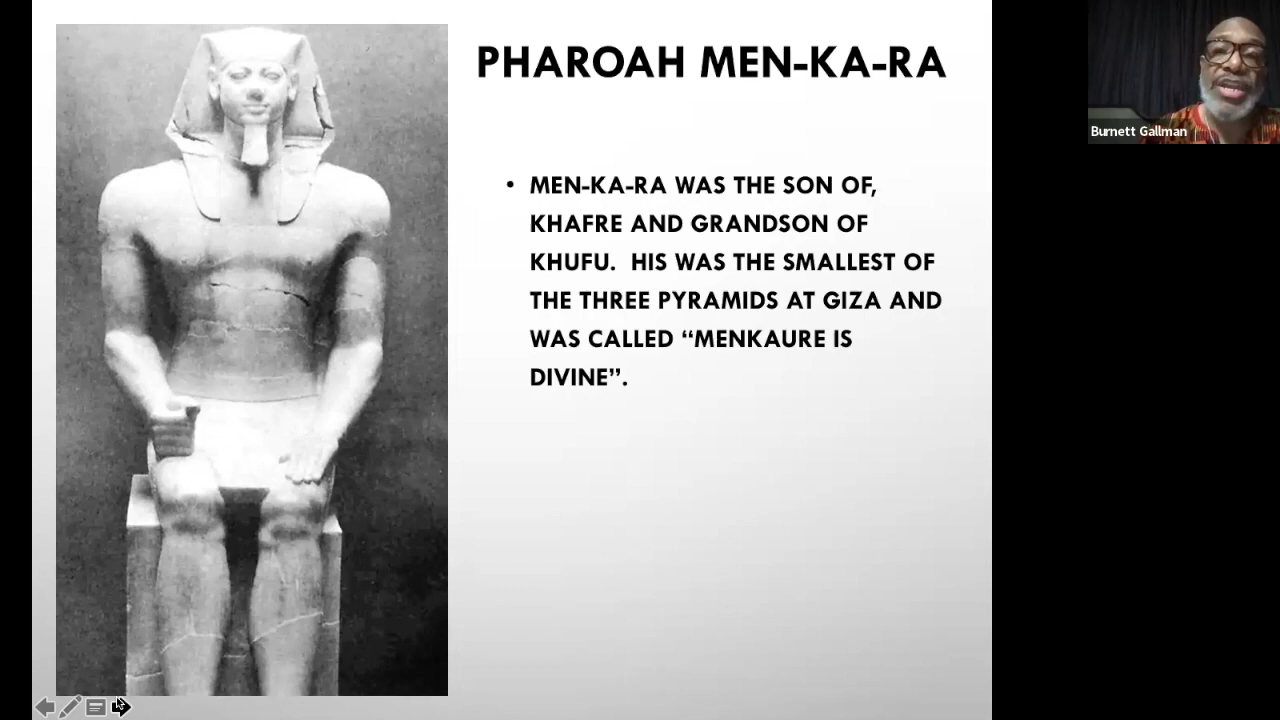 PHAROAH MEN-KA-RA
• MEN-KA-RA WAS THE SON OF,
KHAFRE AND GRANDSON OF
KHUFU. HIS WAS THE SMALLEST OF
THE THREE PYRAMIDS AT GIZA AND
WAS CALLED “MENKAURE IS
DIVINE”.
Burnett Gallman